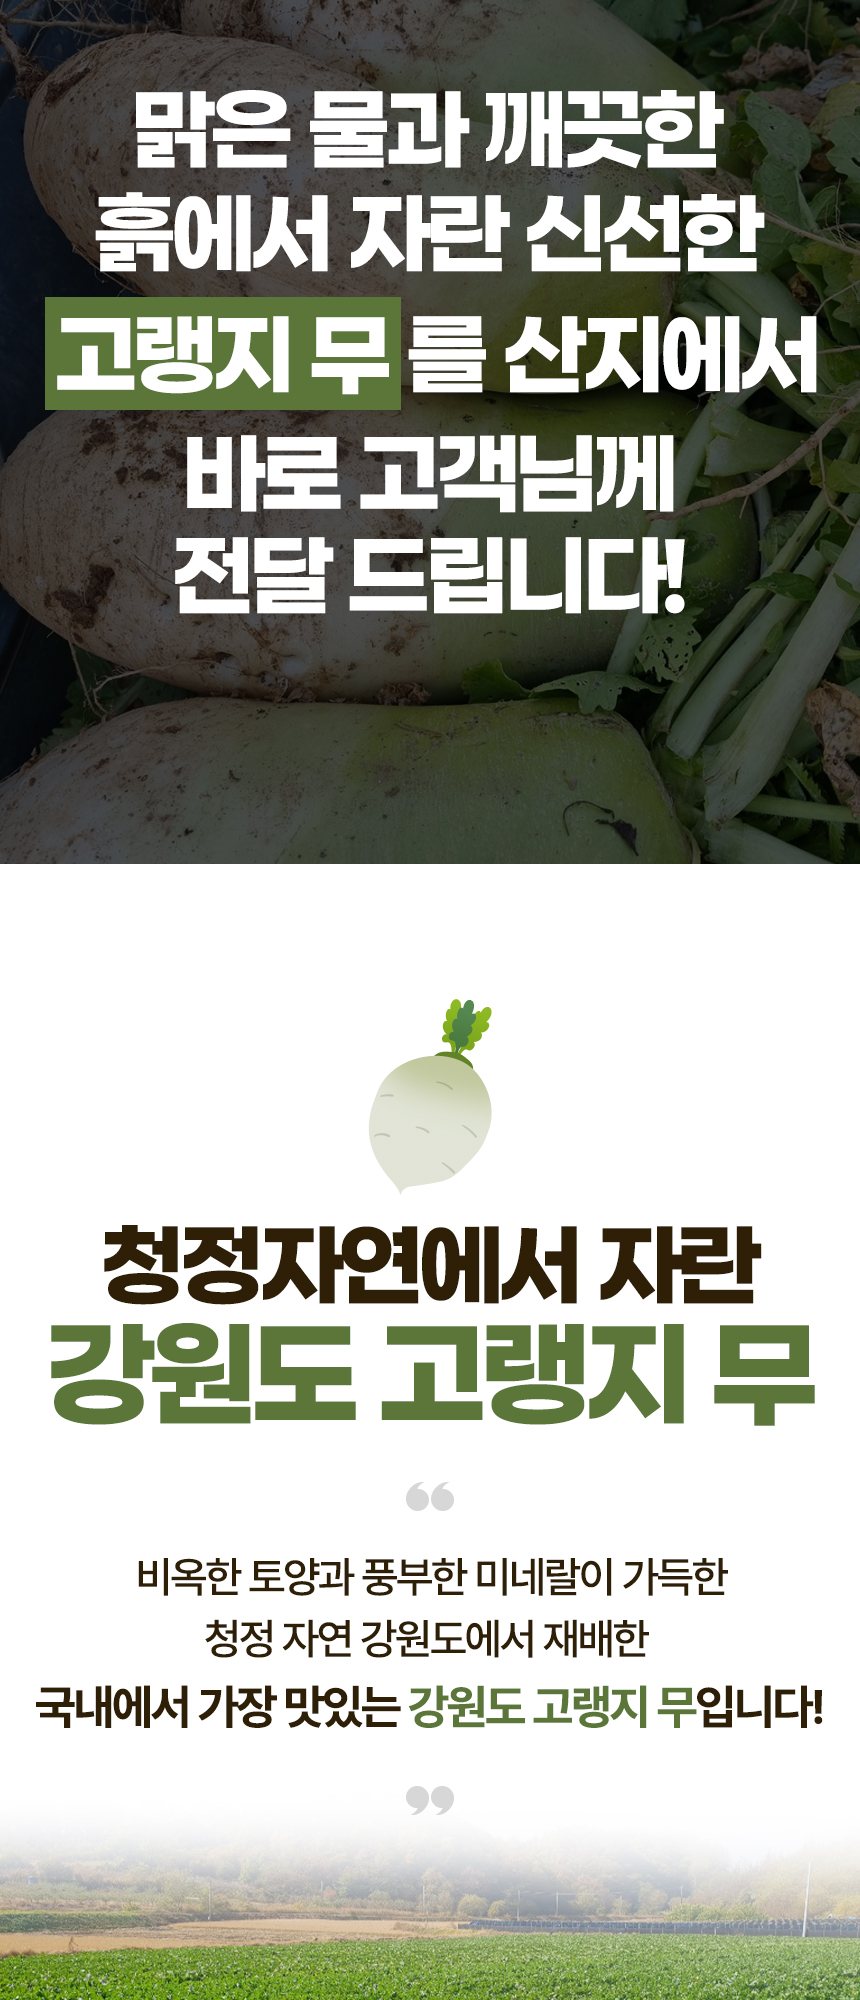 맑은 물과 깨끗한
흙에서 자란 신선한
고랭지 무 를 산지에서
바로 고객님께
전달 드립니다!
청정자연에서 자란
강원도 고랭지 무
“
비옥한 토양과 풍부한 미네랄이 가득한
청정 자연 강원도에서 재배한
국내에서 가장 맛있는 강원도 고랭지 무입니다!
”